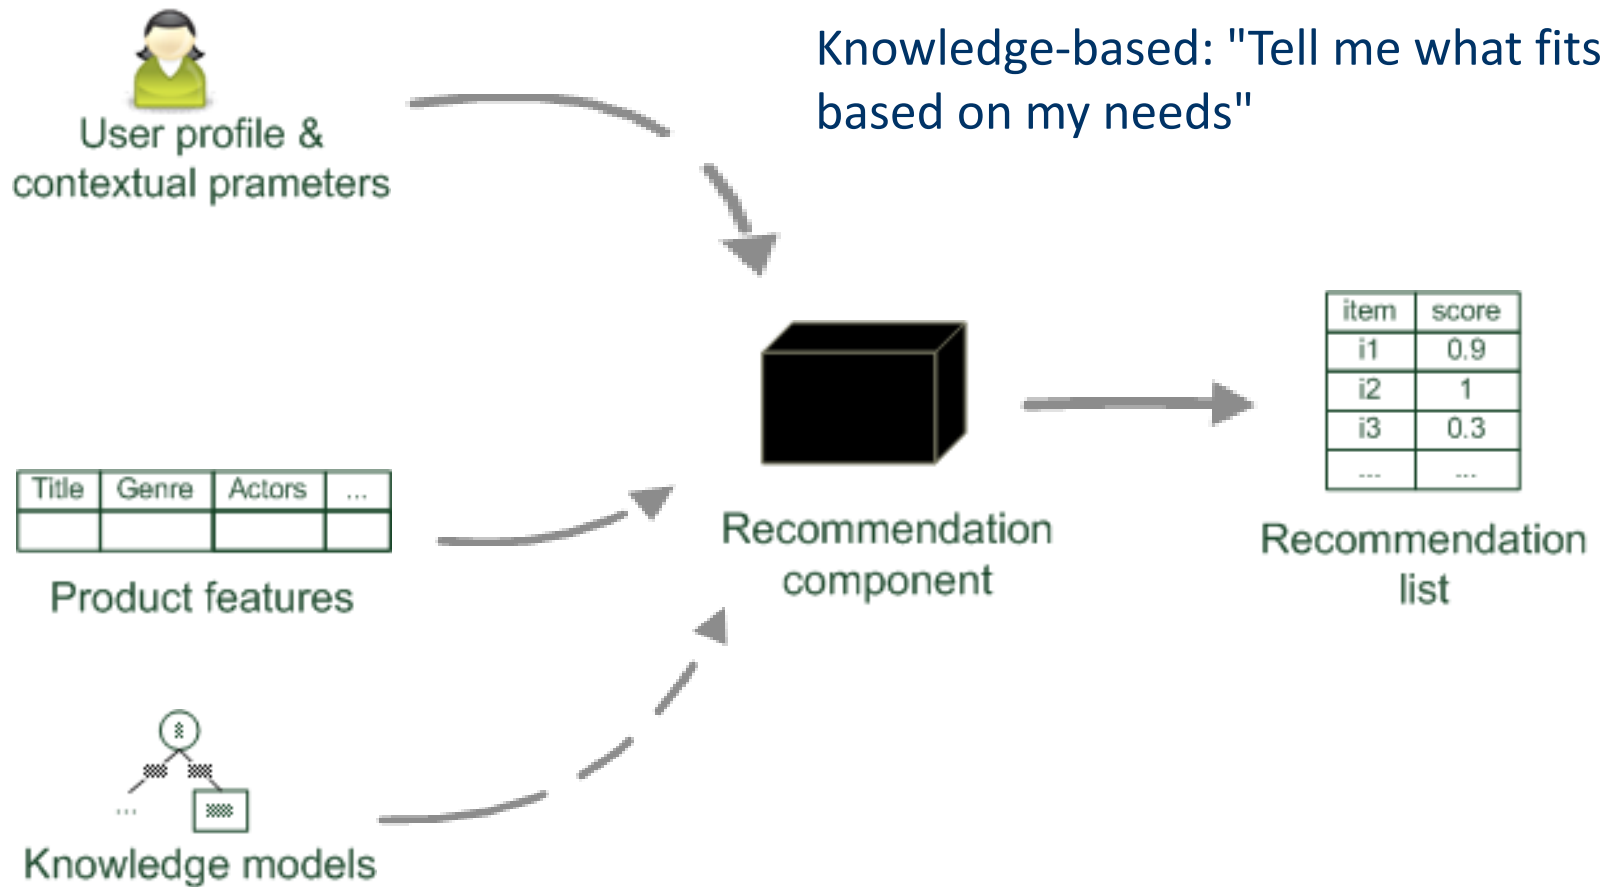 Knowledge-based: "Tell me what fits
based on my needs"
User profile &
contextual prameters
item score
i1 0.9
i2 1
i3 0.3
... ...
Title Genre Actors ...
Product features
Recommendation
component
Recommendation
list
...
Knowledge models